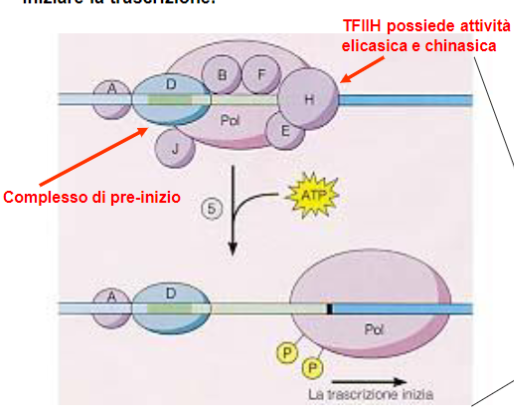 iniziare la trascrizione.
TFIIH possiede attività
elicasica e chinasica
A
D
B
F
H
Pol
E
J
Complesso di pre-inizio
5
ATP
A
D
Pol
P
P
La trascrizione inizia